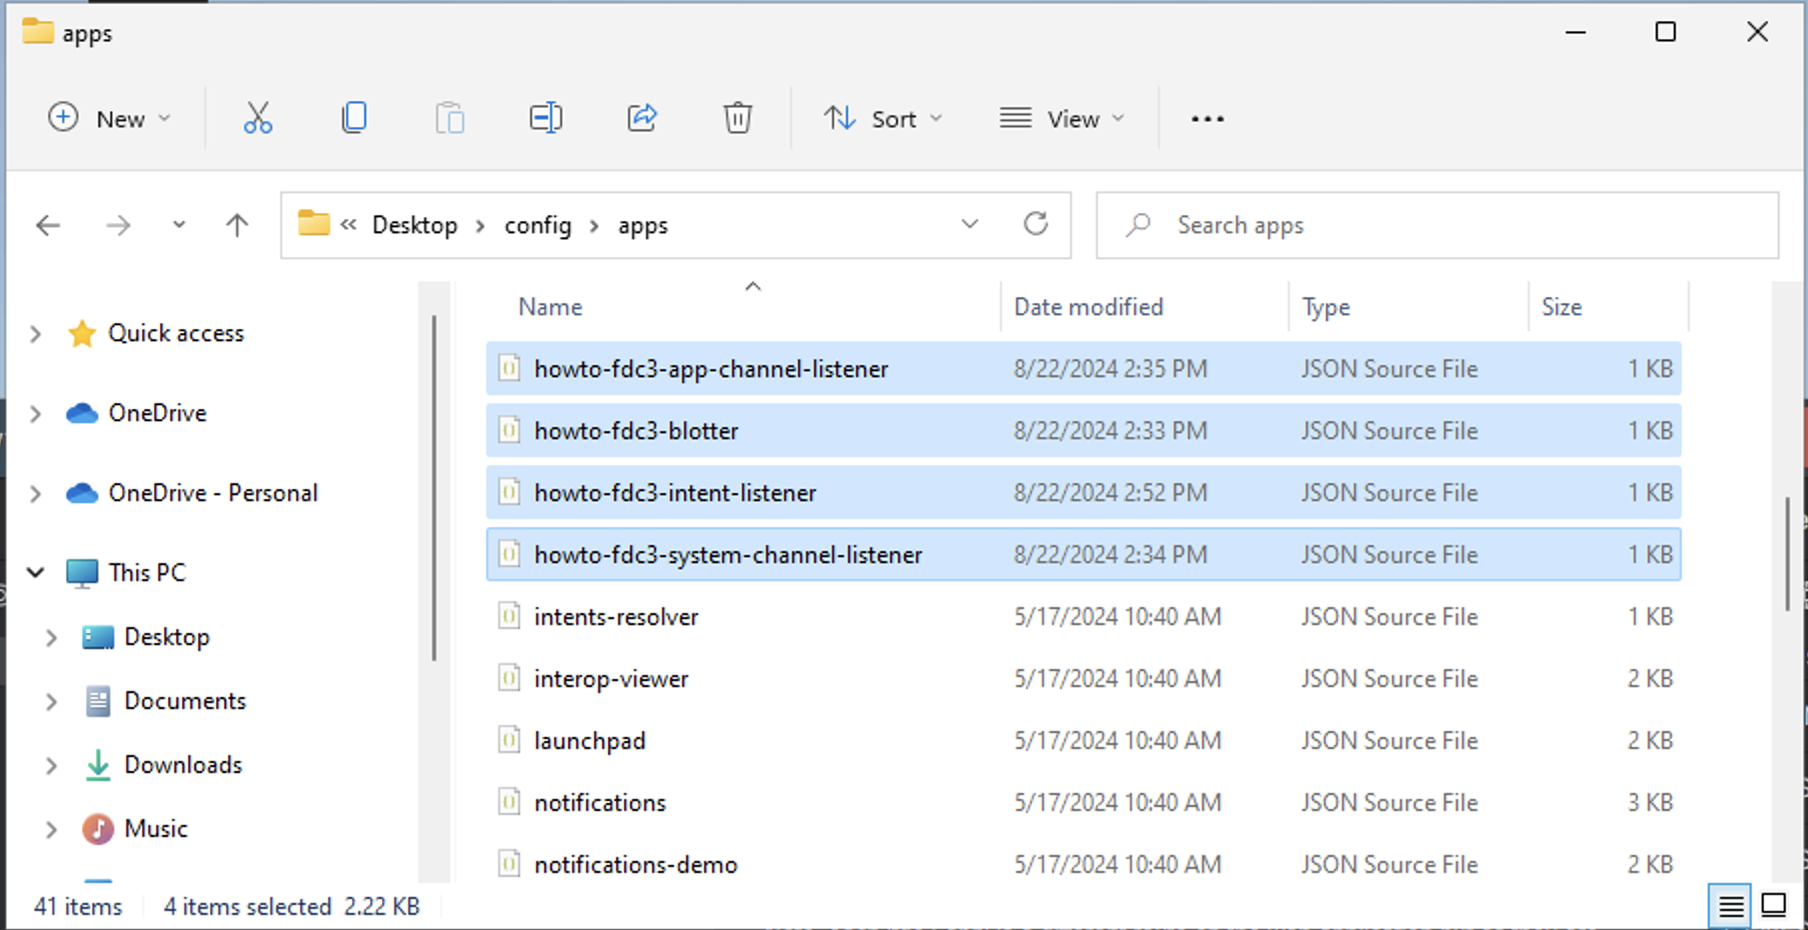 apps
New
Sort
View
« Desktop > config > apps
Search apps
Name Date modified Type Size
Quick access
OneDrive
OneDrive - Personal
This PC
Desktop
Documents
Downloads
Music
howto-fdc3-app-channel-listener 8/22/2024 2:35 PM JSON Source File 1 KB
howto-fdc3-blotter 8/22/2024 2:33 PM JSON Source File 1 KB
howto-fdc3-intent-listener 8/22/2024 2:52 PM JSON Source File 1 KB
howto-fdc3-system-channel-listener 8/22/2024 2:34 PM JSON Source File 1 KB
intents-resolver 5/17/2024 10:40 AM JSON Source File 1 KB
interop-viewer 5/17/2024 10:40 AM JSON Source File 2 KB
launchpad 5/17/2024 10:40 AM JSON Source File 2 KB
notifications 5/17/2024 10:40 AM JSON Source File 3 KB
notifications-demo 5/17/2024 10:40 AM JSON Source File 2 KB
41 items 4 items selected 2.22 KB